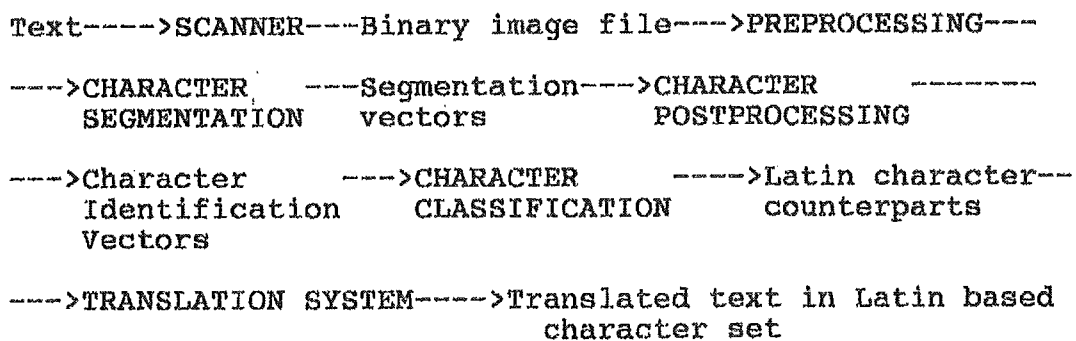 Text---->SCANNER---Binary image file--->PREPROCESSING---
--->CHARACTER ---Segmentation--->CHARACTER -------
SEGMENTATION vectors POSTPROCESSING
--->Character --->CHARACTER ---->Latin character--
Identification CLASSIFICATION counterparts
Vectors
--->TRANSLATION SYSTEM---->Translated text in Latin based
character set